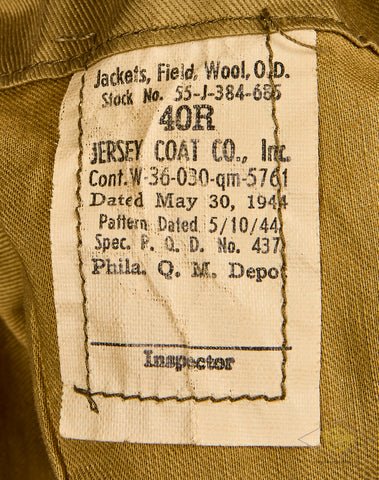 Jackets, Field, Wool, O.D.
Stock No. 55-J-384-685
40R
JERSEY COAT CO., Inc.
Cont.W-36-030-qm-5761
Dated May 30, 1944
Pattern Dated 5/10/44
Spec. P. Q. D. No. 437
Phila. Q. M. Depot
Inspector